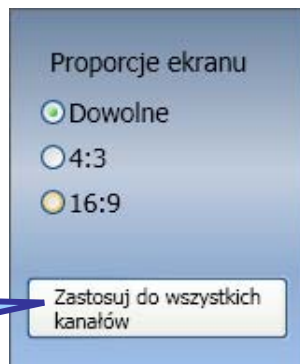 Proporcje ekranu
Dowolne
4:3
16:9
Zastosuj do wszystkich
kanałów